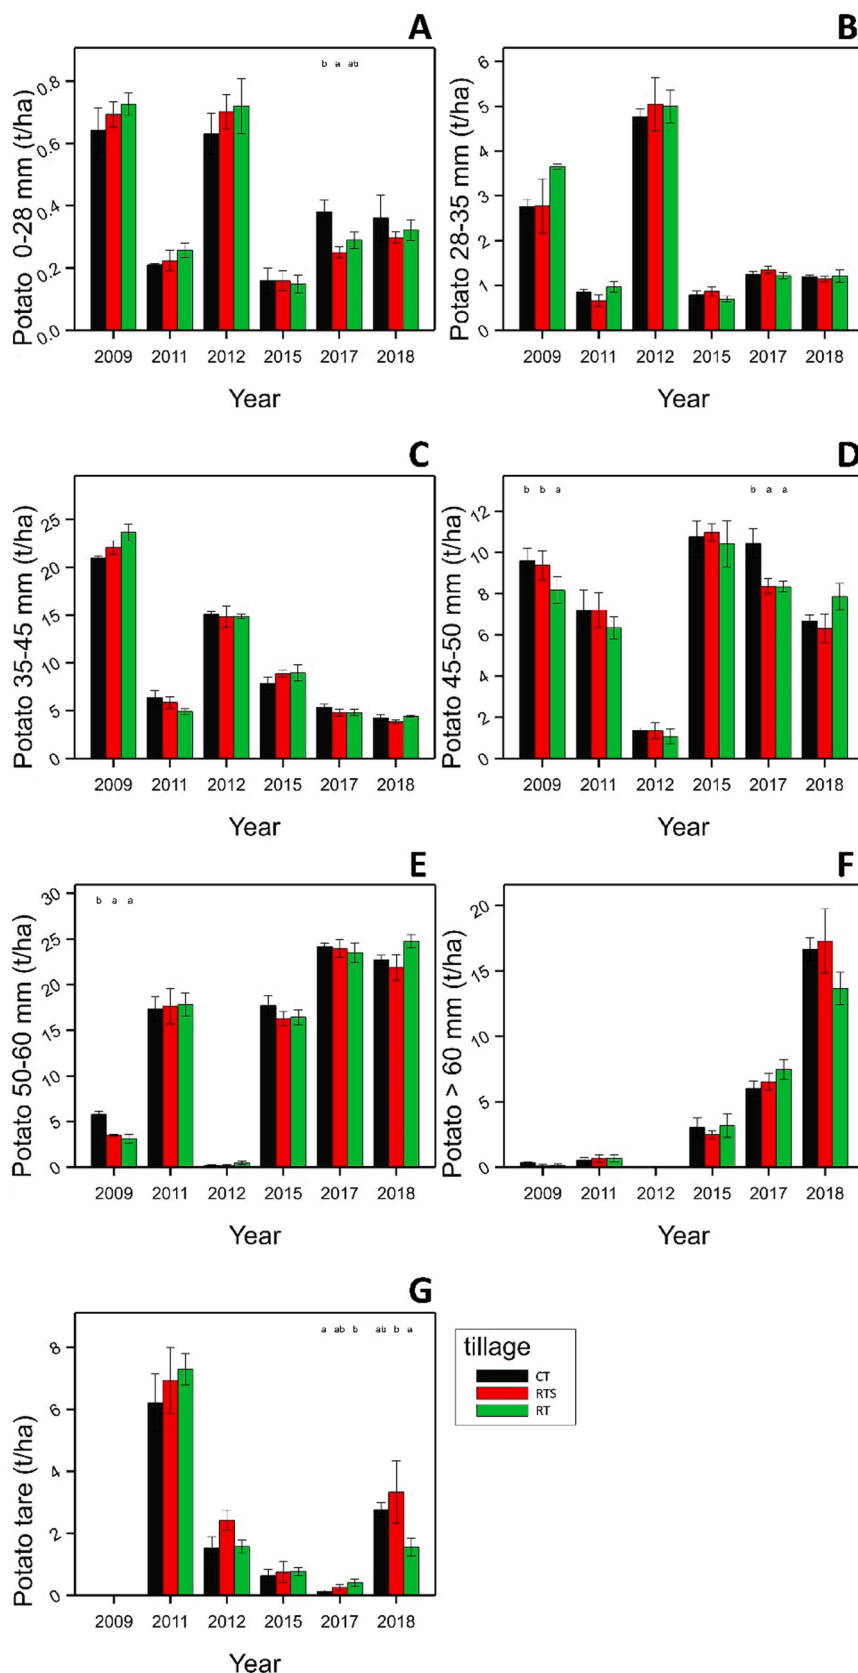 A
Potato 0-28 mm (t/ha)
0.8
0.6
0.4
0.2
0.0
b a ab
2009 2011 2012 2015 2017 2018
Year
B
Potato 28-35 mm (t/ha)
6
5
4
3
2
1
0
2009 2011 2012 2015 2017 2018
Year
C
Potato 35-45 mm (t/ha)
25
20
15
10
5
0
2009 2011 2012 2015 2017 2018
Year
D
Potato 45-50 mm (t/ha)
12
10
8
6
4
2
0
b b a b a a
2009 2011 2012 2015 2017 2018
Year
E
Potato 50-60 mm (t/ha)
30
25
20
15
10
5
0
b a a
2009 2011 2012 2015 2017 2018
Year
F
Potato > 60 mm (t/ha)
20
15
10
5
0
2009 2011 2012 2015 2017 2018
Year
G
Potato tare (t/ha)
8
6
4
2
0
a ab b ab b a
2009 2011 2012 2015 2017 2018
Year
tillage
CT
RTS
RT